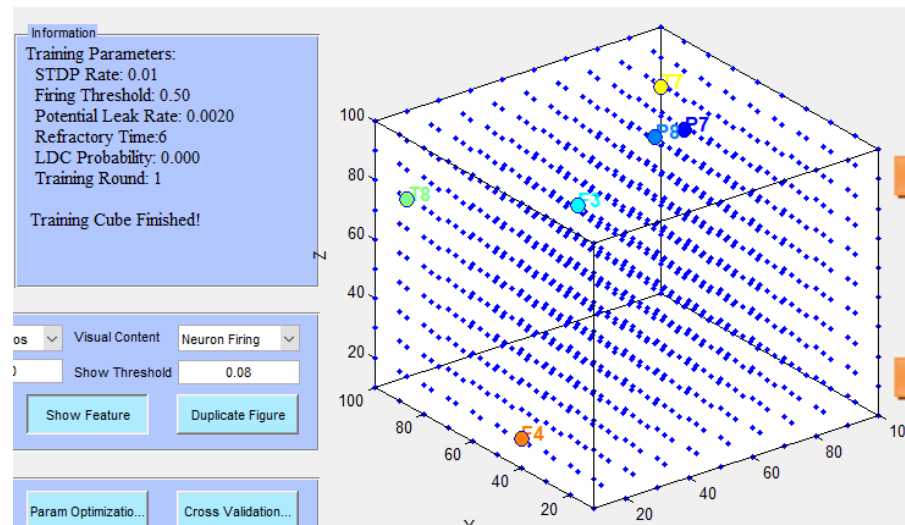 Information
Training Parameters:
STDP Rate: 0.01
Firing Threshold: 0.50
Potential Leak Rate: 0.0020
Refractory Time:6
LDC Probability: 0.000
Training Round: 1
Training Cube Finished!
Visual Content
Neuron Firing
Show Threshold
0.08
Show Feature
Duplicate Figure
Param Optimizatio...
Cross Validation...
T7
P8
P7
T8
F3
F4
Z
100
80
60
40
20
100
80
60
40
20
20
40
60
80